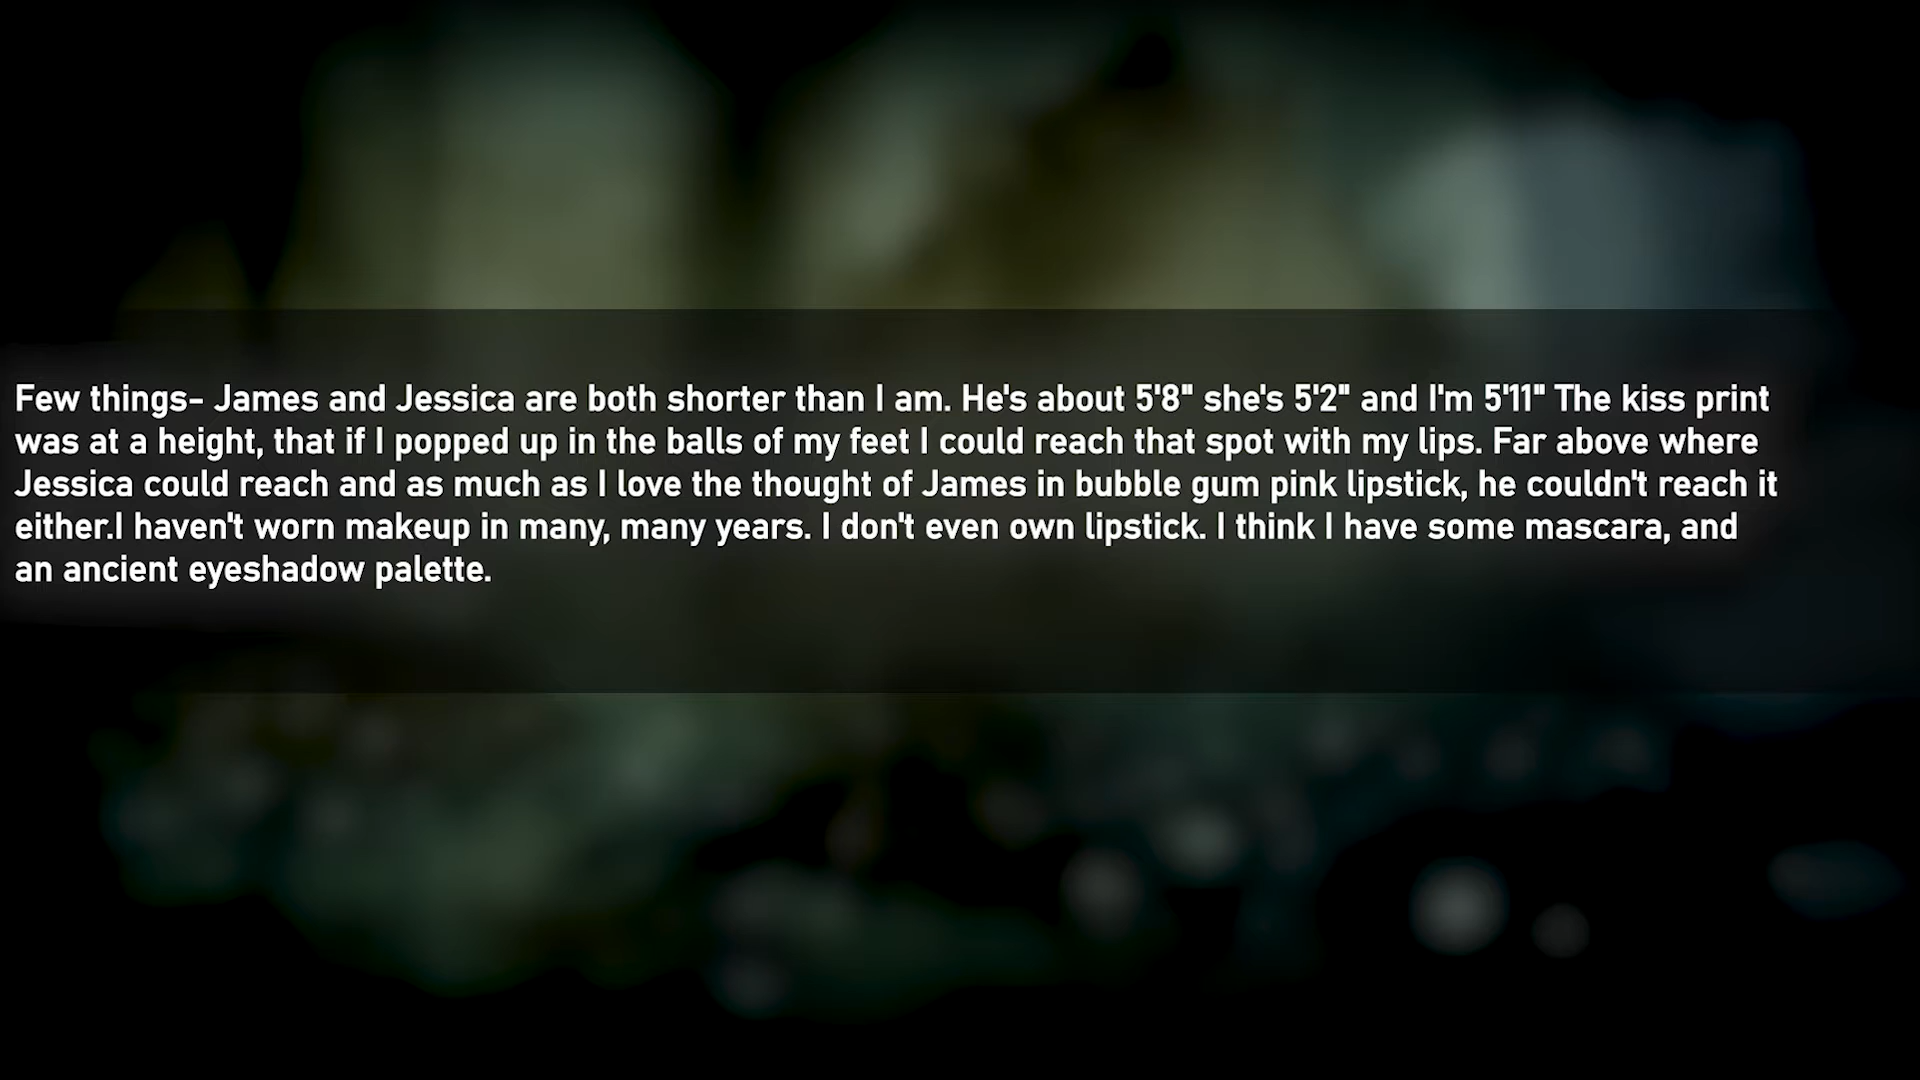 Few things- James and Jessica are both shorter than I am. He's about 5'8" she's 5'2" and I'm 5'11" The kiss print
was at a height, that if I popped up in the balls of my feet I could reach that spot with my lips. Far above where
Jessica could reach and as much as I love the thought of James in bubble gum pink lipstick, he couldn't reach it
either.I haven't worn makeup in many, many years. I don't even own lipstick. I think I have some mascara, and
an ancient eyeshadow palette.